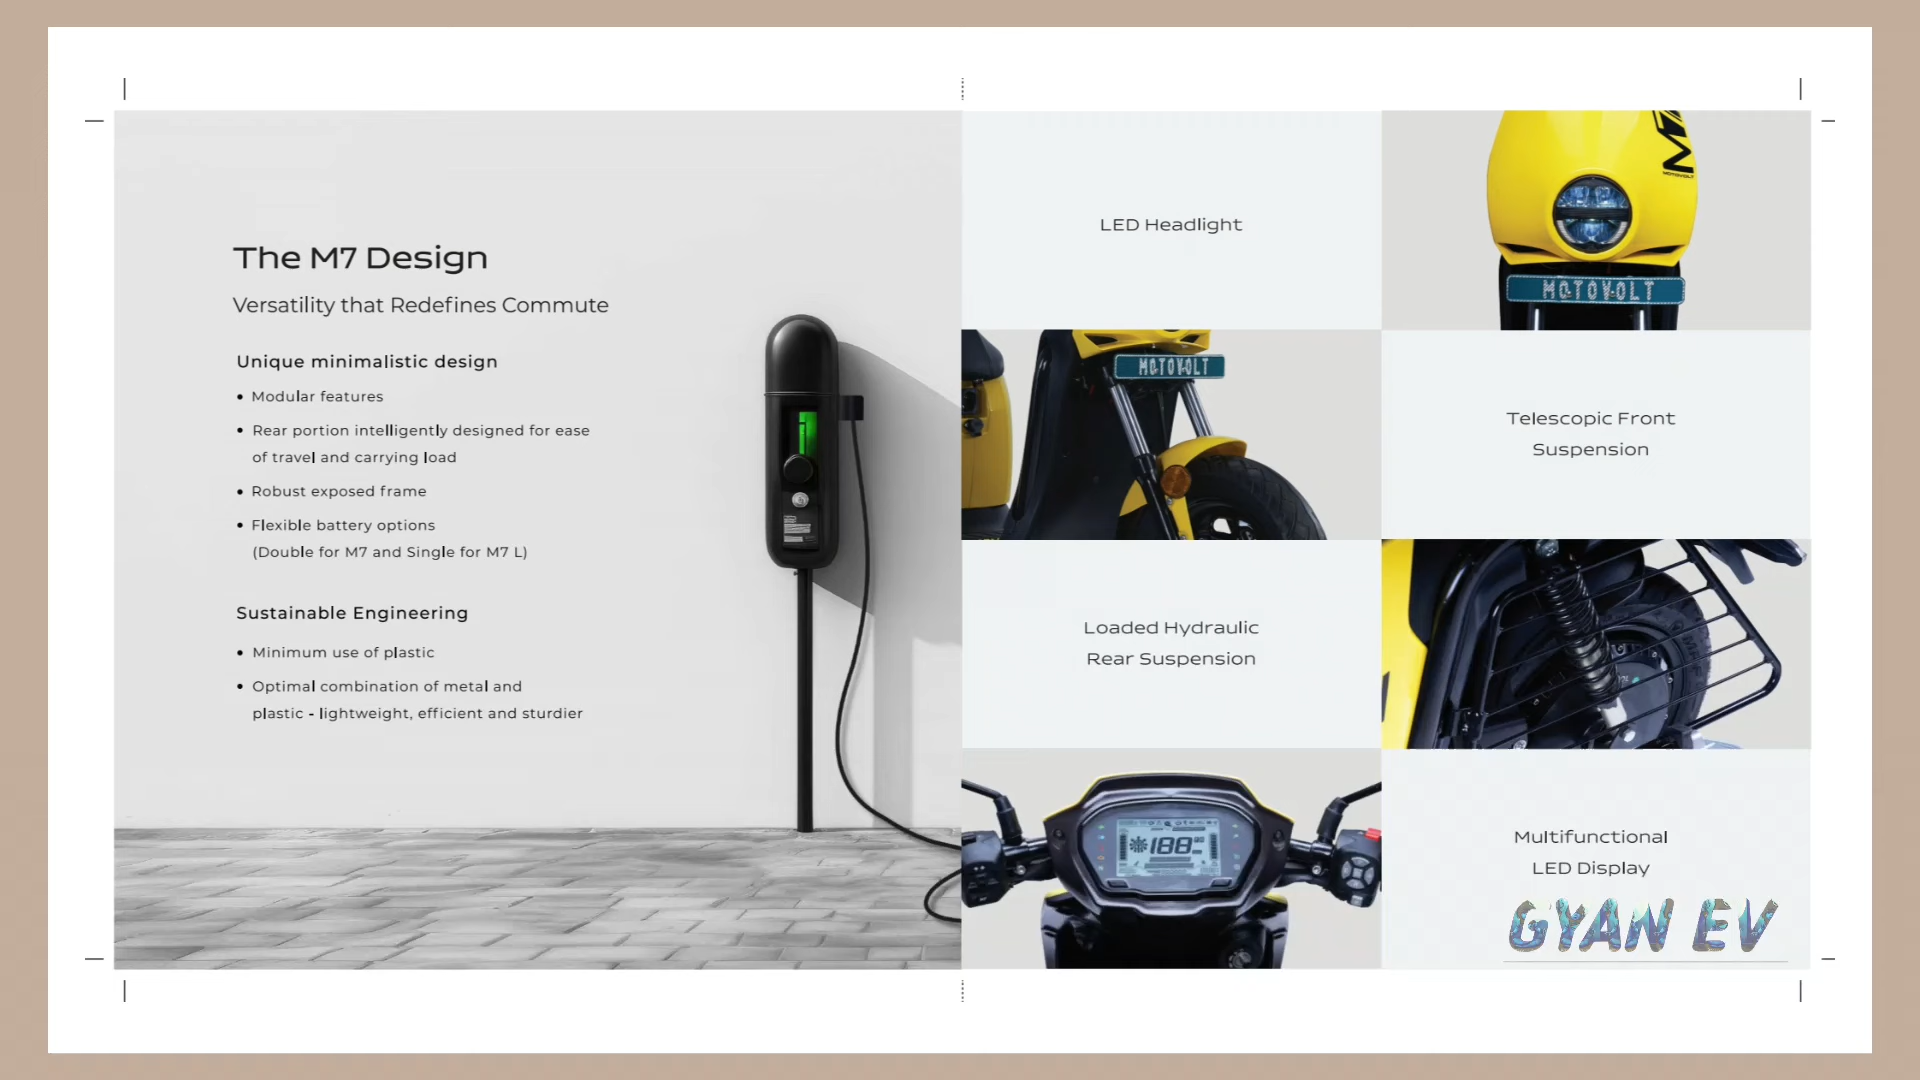 The M7 Design
Versatility that Redefines Commute
Unique minimalistic design
• Modular features
• Rear portion intelligently designed for ease
of travel and carrying load
• Robust exposed frame
• Flexible battery options
(Double for M7 and Single for M7 L)
Sustainable Engineering
• Minimum use of plastic
• Optimal combination of metal and
plastic - lightweight, efficient and sturdier
LED Headlight
M7
MOTOVOLT
MOTOVOLT
MOTOVOLT
Telescopic Front
Suspension
Loaded Hydraulic
Rear Suspension
188
Multifunctional
LED Display
GYAN EV